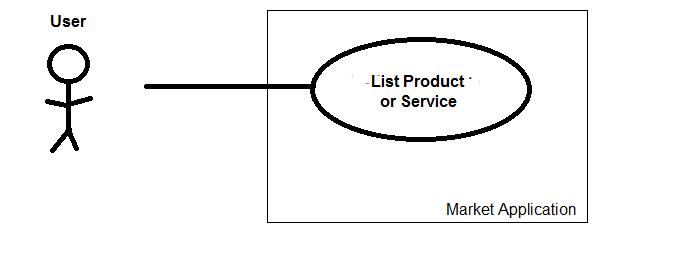 User
List Product
or Service
Market Application